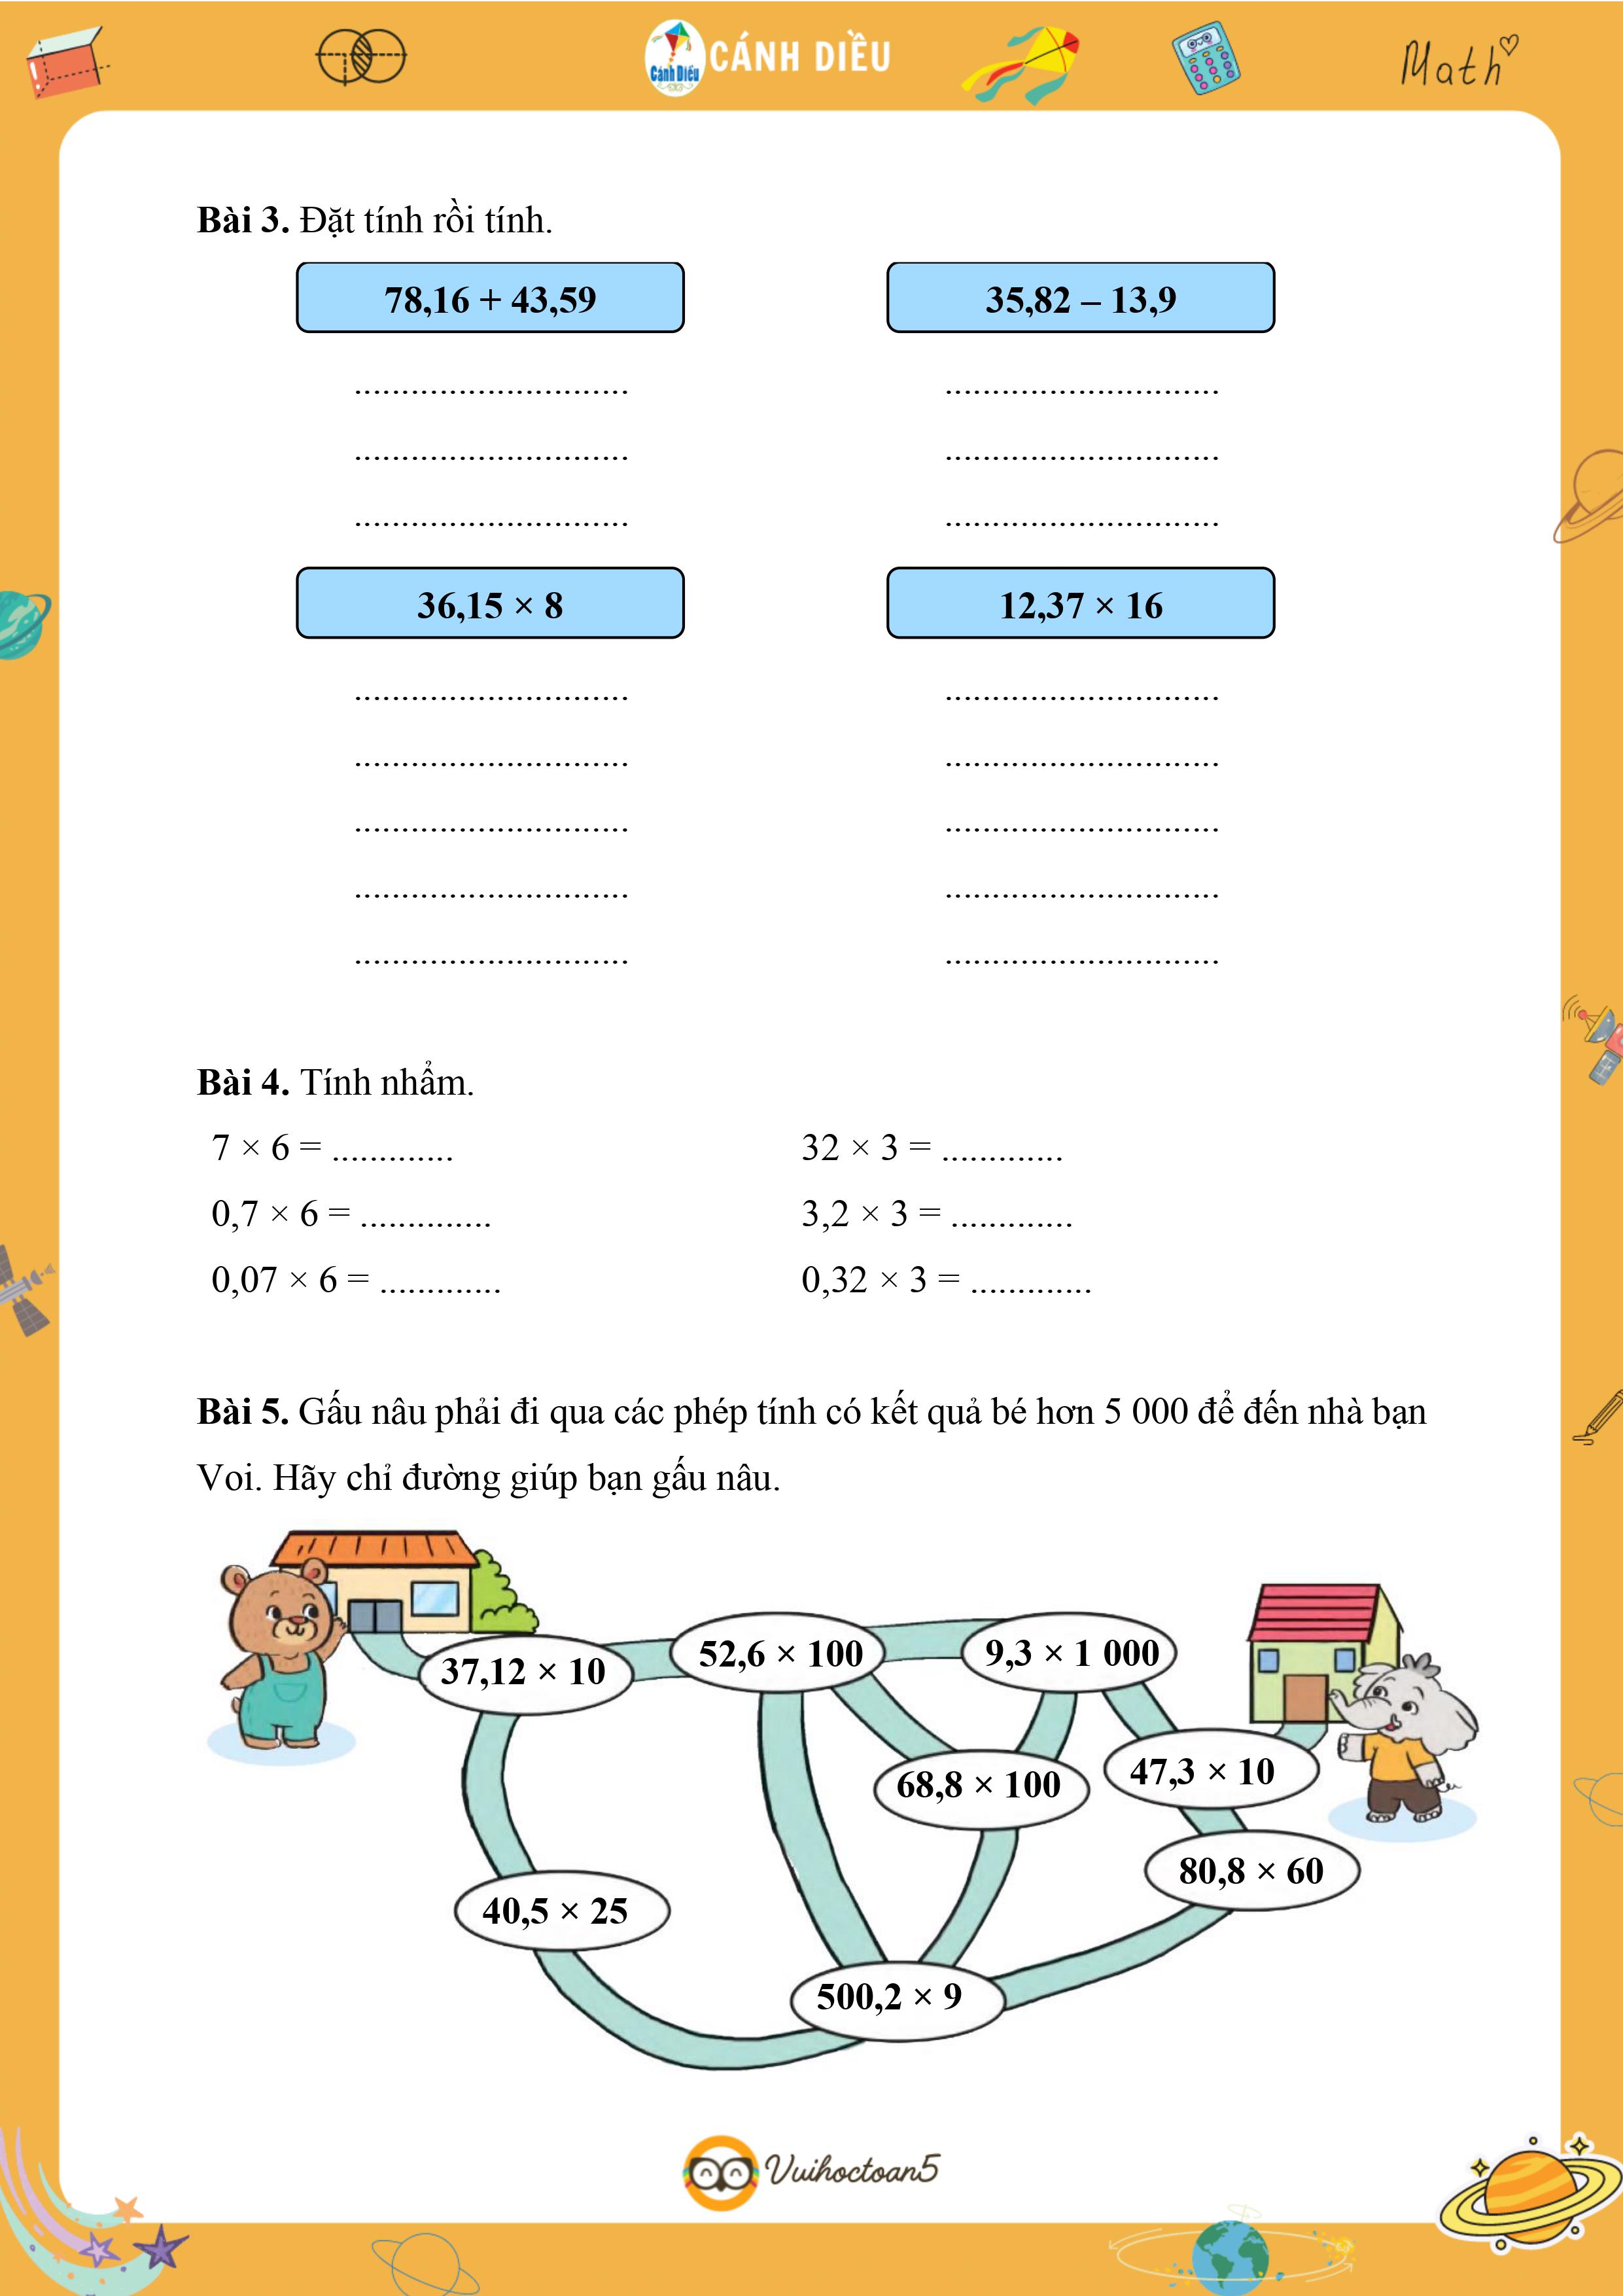 Cánh Diều CÁNH DIỀU
Math
Bài 3. Đặt tính rồi tính.
78,16 + 43,59 35,82 – 13,9
............................. .............................
............................. .............................
............................. .............................
36,15 × 8 12,37 × 16
............................. .............................
............................. .............................
............................. .............................
............................. .............................
............................. .............................
Bài 4. Tính nhẩm.
7 × 6 = ............. 32 × 3 = .............
0,7 × 6 = .............. 3,2 × 3 = .............
0,07 × 6 = ............. 0,32 × 3 = .............
Bài 5. Gấu nâu phải đi qua các phép tính có kết quả bé hơn 5 000 để đến nhà bạn
Voi. Hãy chỉ đường giúp bạn gấu nâu.
37,12 × 10 52,6 × 100 9,3 × 1 000
68,8 × 100 47,3 × 10
80,8 × 60
40,5 × 25
500,2 × 9
Vuihoctoan5